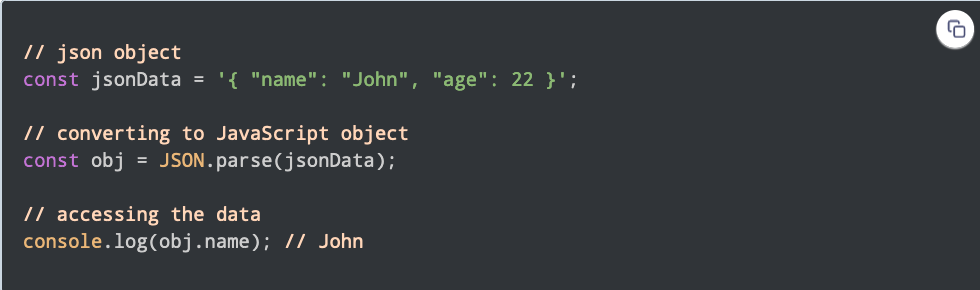 // json object
const jsonData = '{ "name": "John", "age": 22 }';
// converting to JavaScript object
const obj = JSON.parse(jsonData);
// accessing the data
console.log(obj.name); // John